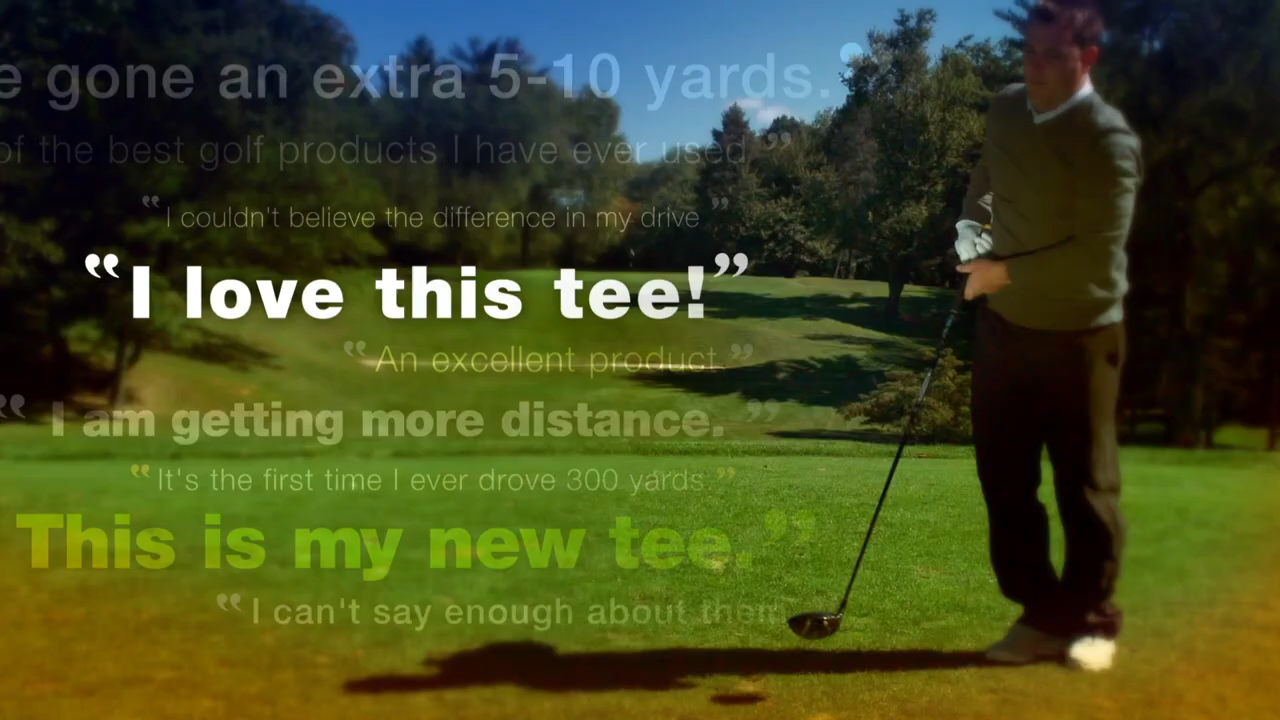 e gone an extra 5-10 yards.”
of the best golf products I have ever used”
“I couldn't believe the difference in my drive”
“I love this tee!”
“An excellent product.”
“I am getting more distance.”
“It's the first time I ever drove 300 yards.”
This is my new tee.”
“I can't say enough about them